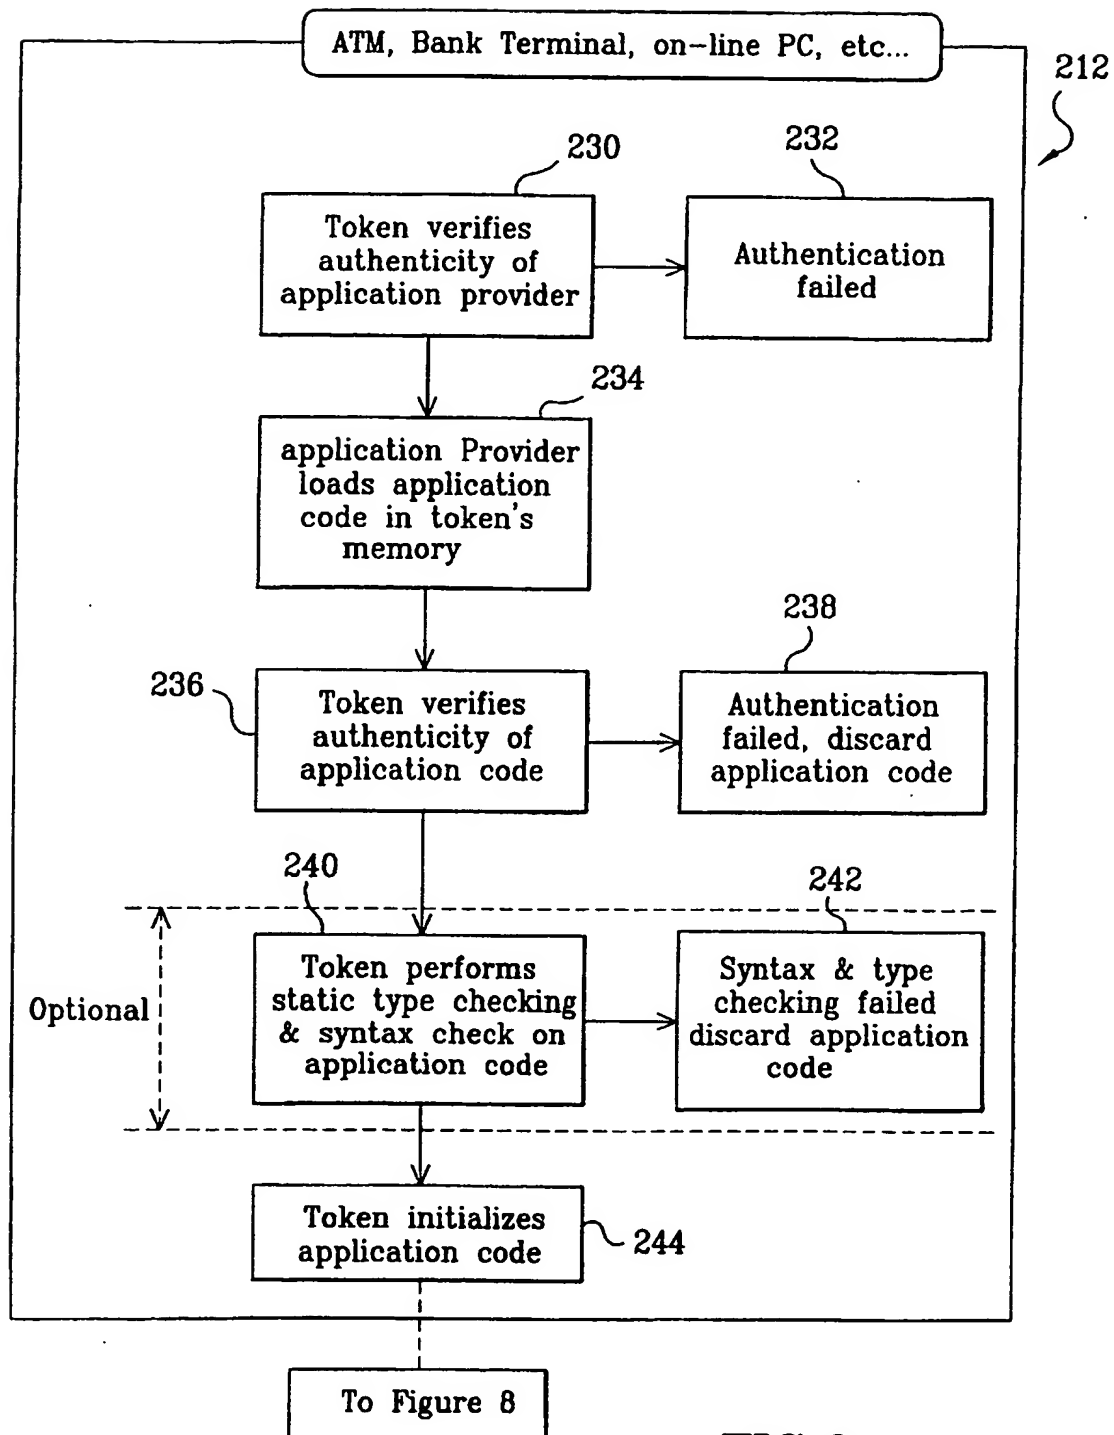 ATM, Bank Terminal, on-line PC, etc...
212
230
232
Token verifies
authenticity of
application provider
Authentication
failed
234
application Provider
loads application
code in token's
memory
238
236
Token verifies
authenticity of
application code
Authentication
failed, discard
application code
240
242
Optional
Token performs
static type checking
& syntax check on
application code
Syntax & type
checking failed
discard application
code
Token initializes
application code
244
To Figure 8